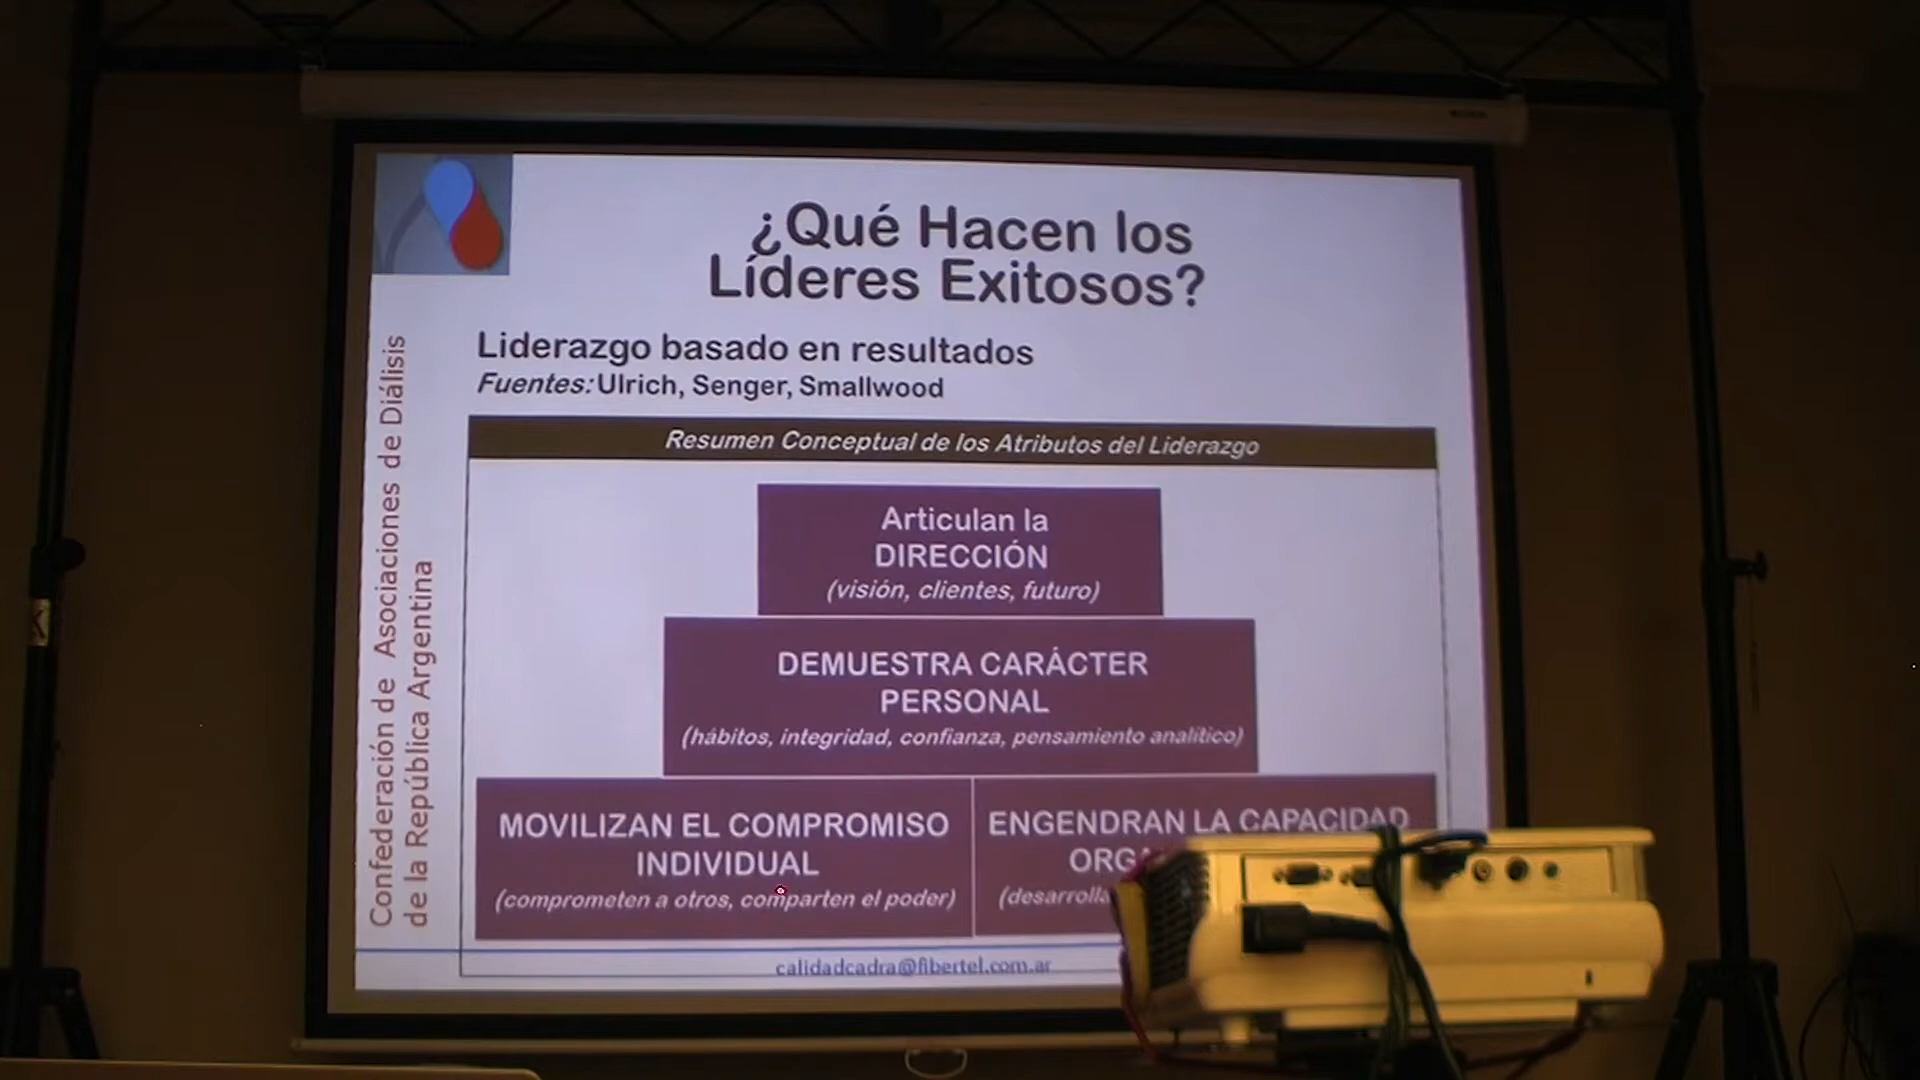 ¿Qué Hacen los
Líderes Exitosos?
Liderazgo basado en resultados
Fuentes: Ulrich, Senger, Smallwood
Resumen Conceptual de los Atributos del Liderazgo
Articulan la
DIRECCIÓN
(visión, clientes, futuro)
DEMUESTRA CARÁCTER
PERSONAL
(hábitos, integridad, confianza, pensamiento analítico)
MOVILIZAN EL COMPROMISO
INDIVIDUAL
(comprometen a otros, comparten el poder)
ENGENDRAN LA CAPACIDAD
calidadcadra@fibertel.com.ar
Confederación de Asociaciones de Diálisis
de la República Argentina